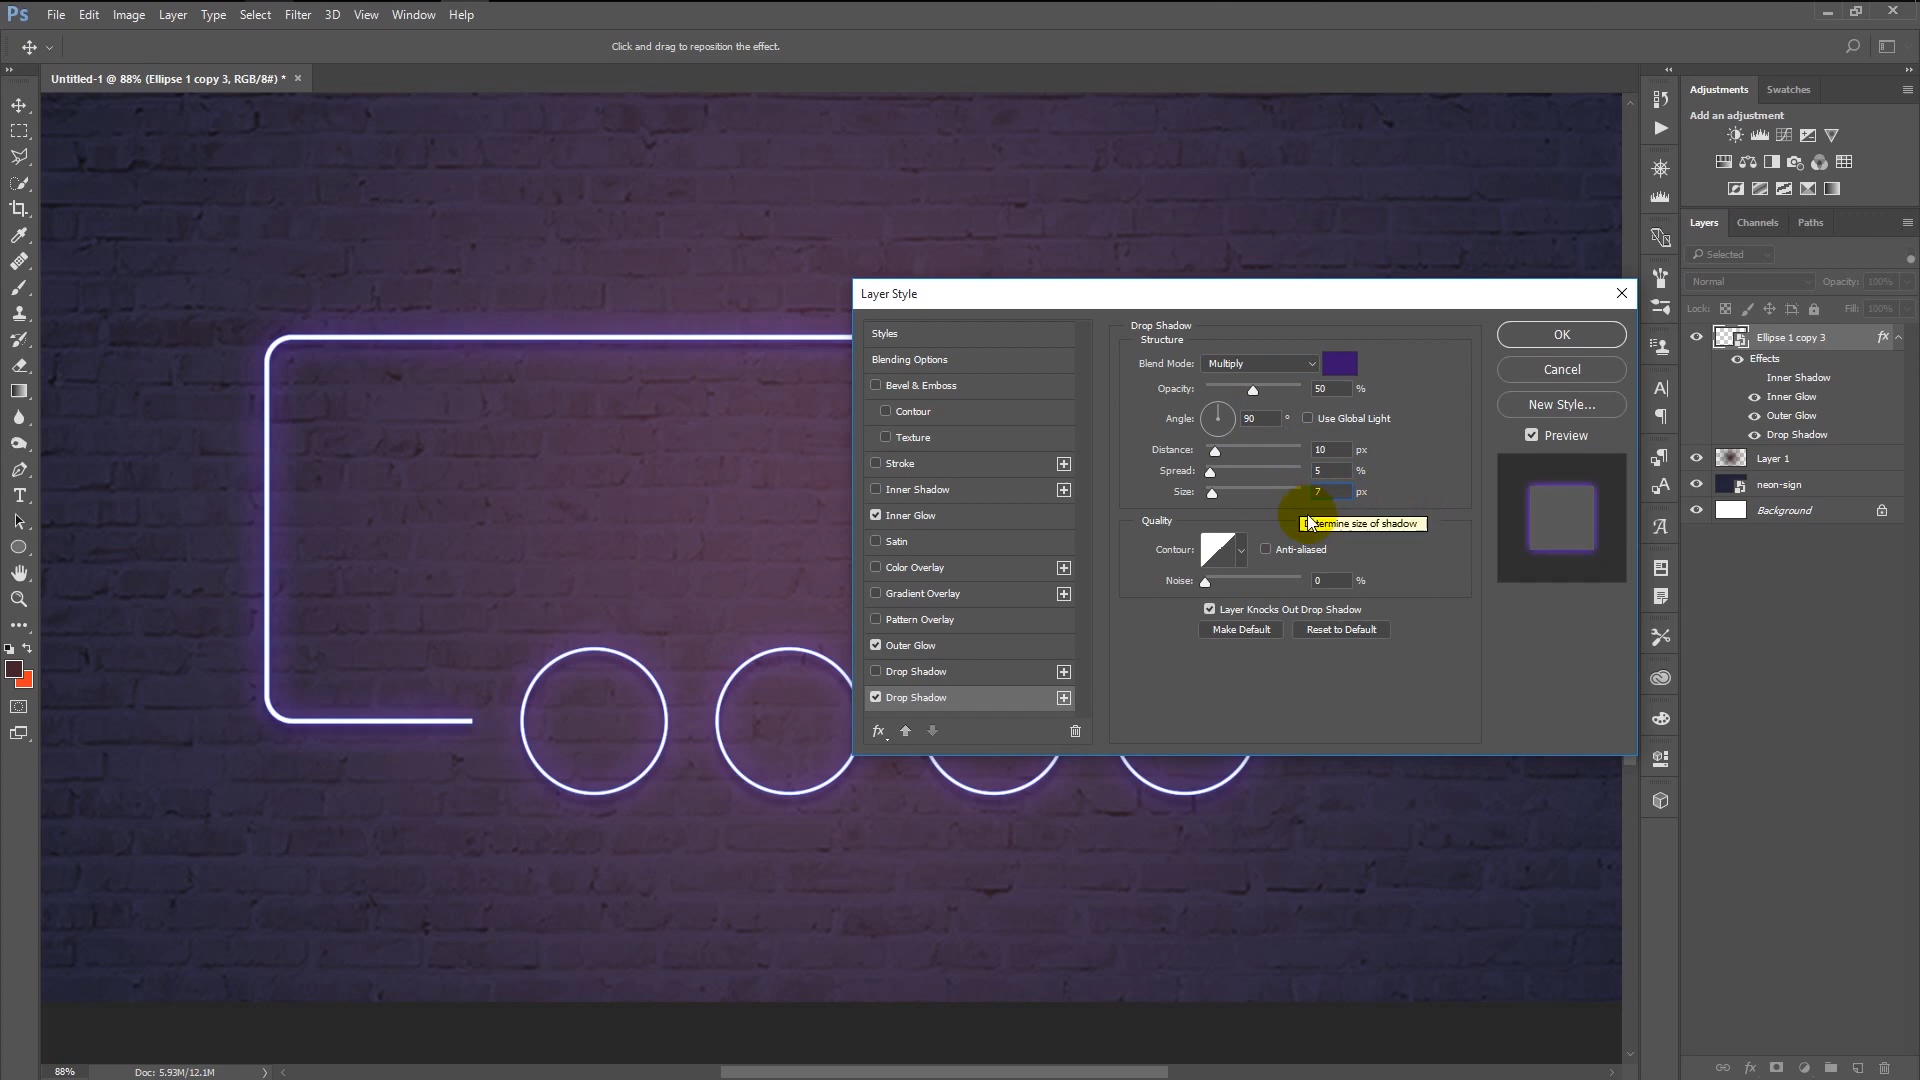 Ps File Edit Image Layer Type Select Filter 3D View Window Help
Click and drag to reposition the effect.
Untitled-1 @ 88% (Ellipse 1 copy 3, RGB/8#) * ×
Layer Style
Styles
Blending Options
Bevel & Emboss
Contour
Texture
Stroke
Inner Shadow
Inner Glow
Satin
Color Overlay
Gradient Overlay
Pattern Overlay
Outer Glow
Drop Shadow
Drop Shadow
fx
Drop Shadow
Structure
Blend Mode: Multiply
Opacity: 50 %
Angle: 90 ° Use Global Light
Distance: 10 px
Spread: 5 %
Size: 7 px
Quality
Contour: Anti-aliased
Noise: 0 %
Layer Knocks Out Drop Shadow
Make Default Reset to Default
OK
Cancel
New Style...
Preview
Adjustments Swatches
Add an adjustment
Layers Channels Paths
Selected
Normal Opacity: 100%
Lock: Fill: 100%
Ellipse 1 copy 3 fx
Effects
Inner Shadow
Inner Glow
Outer Glow
Drop Shadow
Layer 1
neon-sign
Background
88% Doc: 5.93M/12.1M